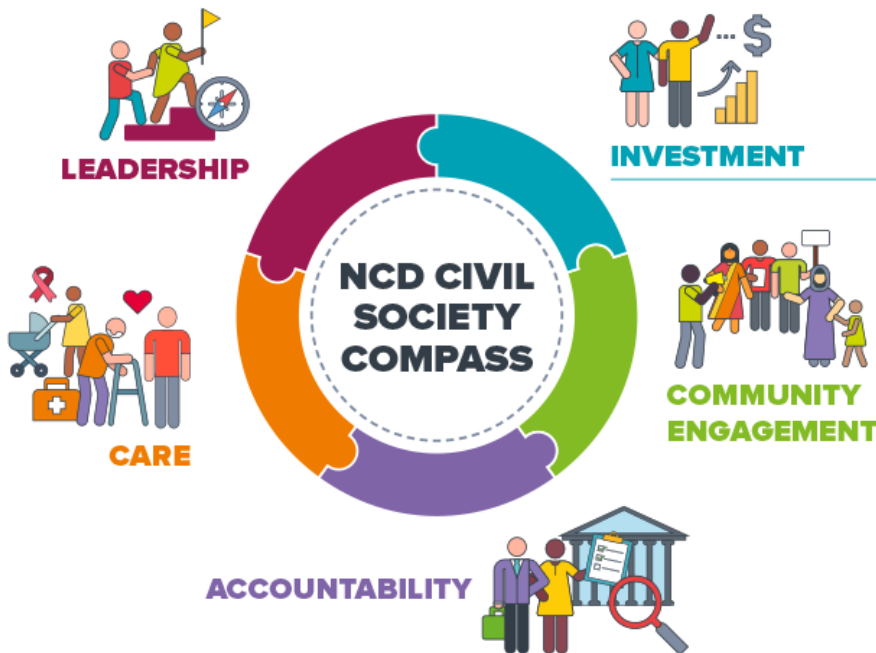 LEADERSHIP
... $
INVESTMENT
NCD CIVIL
SOCIETY
COMPASS
CARE
COMMUNITY
ENGAGEMENT
ACCOUNTABILITY